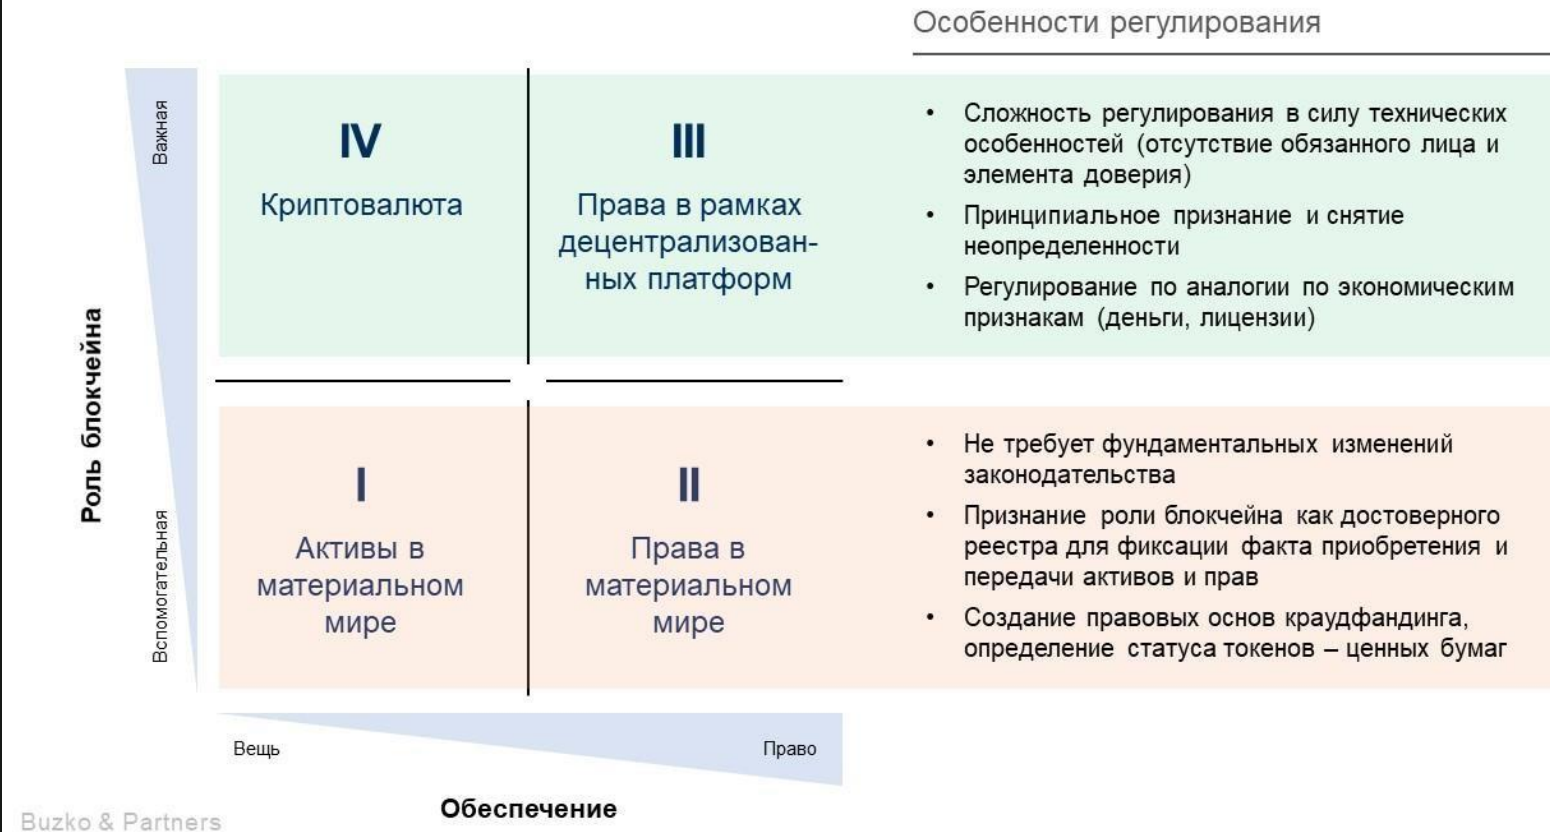 Особенности регулирования
Важная
IV
Криптовалюта
III
Права в рамках
децентрализован-
ных платформ
• Сложность регулирования в силу технических
особенностей (отсутствие обязанного лица и
элемента доверия)
• Принципиальное признание и снятие
неопределенности
• Регулирование по аналогии по экономическим
признакам (деньги, лицензии)
Роль блокчейна
Вспомогательная
I
Активы в
материальном
мире
II
Права в
материальном
мире
• Не требует фундаментальных изменений
законодательства
• Признание роли блокчейна как достоверного
реестра для фиксации факта приобретения и
передачи активов и прав
• Создание правовых основ краудфандинга,
определение статуса токенов – ценных бумаг
Вещь
Право
Обеспечение
Buzko & Partners